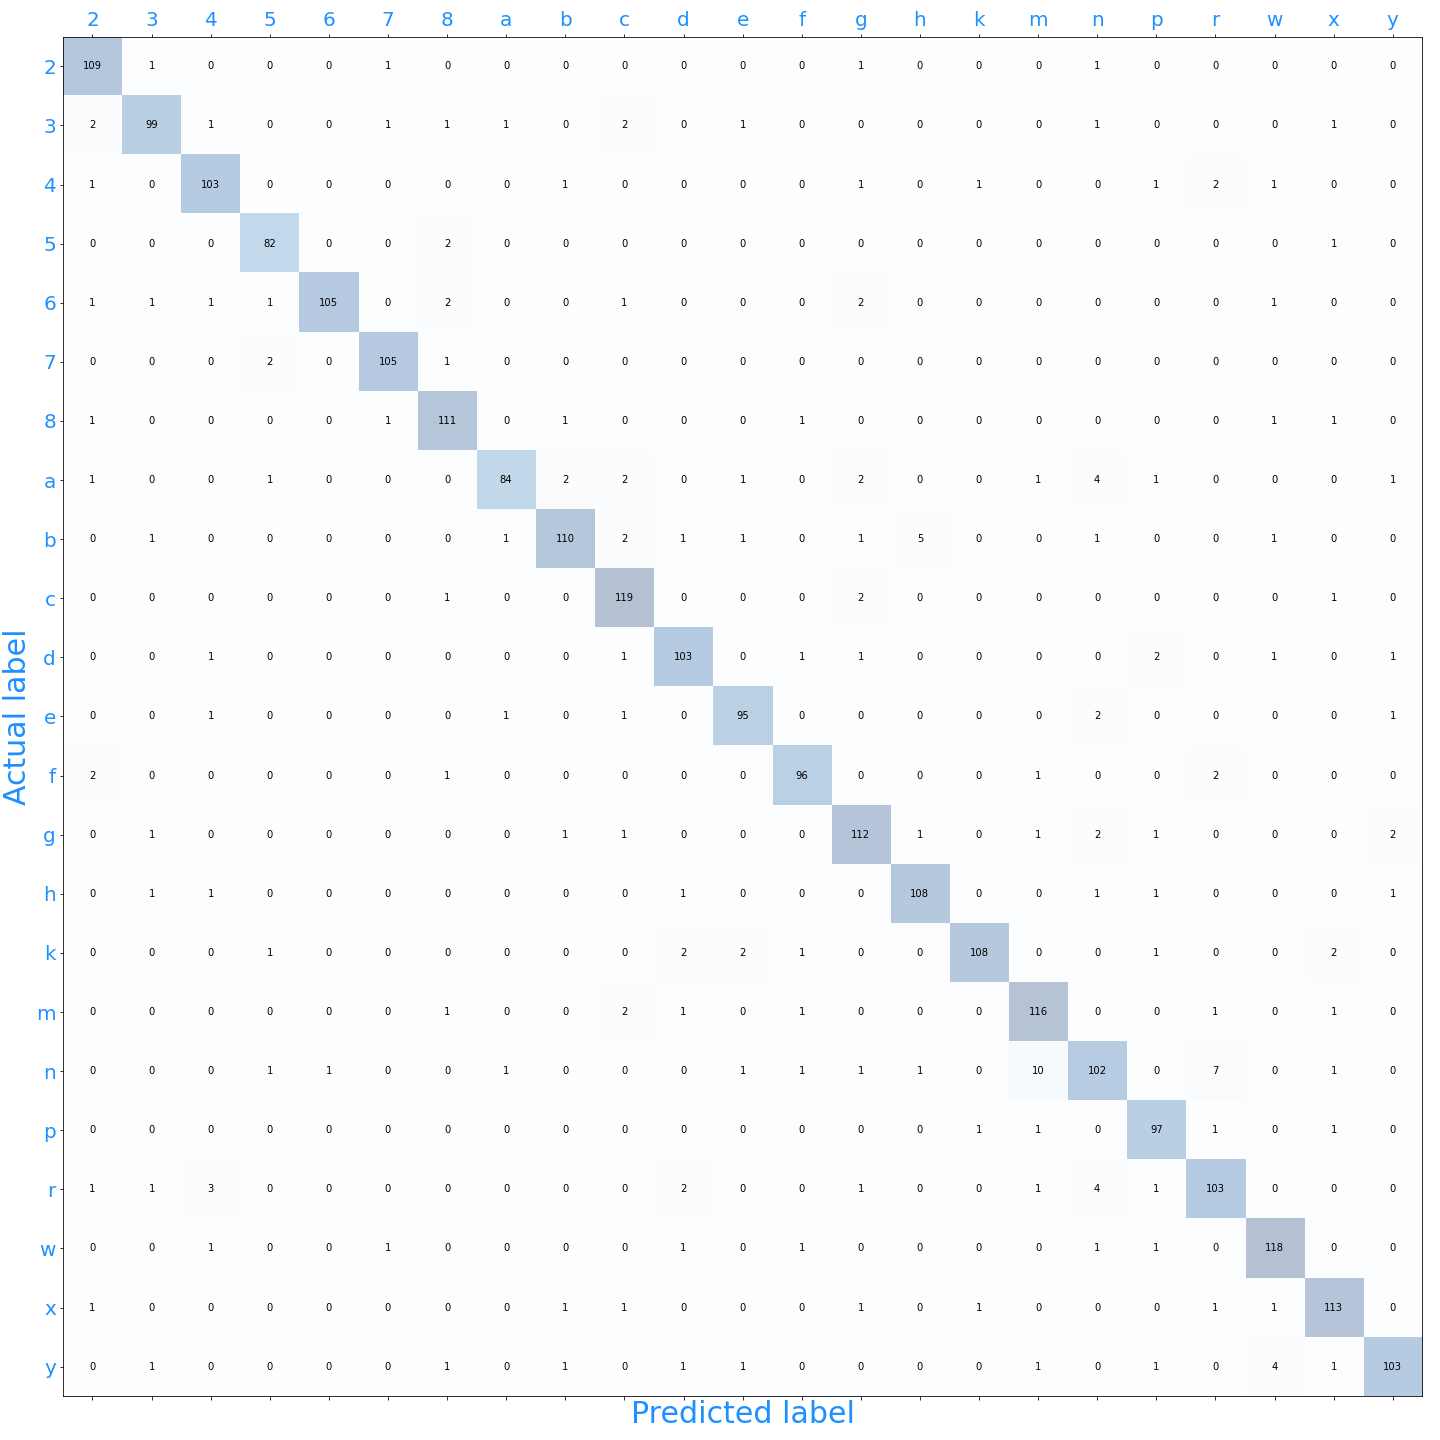 2 3 4 5 6 7 8 a b c d e f g h k m n p r w x y
2 109 1 0 0 0 1 0 0 0 0 0 0 0 1 0 0 0 1 0 0 0 0 0
3 2 99 1 0 0 1 1 1 0 2 0 1 0 0 0 0 0 1 0 0 0 1 0
4 1 0 103 0 0 0 0 0 1 0 0 0 0 1 0 1 0 0 1 2 1 0 0
5 0 0 0 82 0 0 2 0 0 0 0 0 0 0 0 0 0 0 0 0 0 1 0
6 1 1 1 1 105 0 2 0 0 1 0 0 0 2 0 0 0 0 0 0 1 0 0
7 0 0 0 2 0 105 1 0 0 0 0 0 0 0 0 0 0 0 0 0 0 0 0
8 1 0 0 0 0 1 111 0 1 0 0 0 1 0 0 0 0 0 0 0 1 1 0
a 1 0 0 1 0 0 0 84 2 2 0 1 0 2 0 0 1 4 1 0 0 0 1
b 0 1 0 0 0 0 0 1 110 2 1 1 0 1 5 0 0 1 0 0 1 0 0
c 0 0 0 0 0 0 1 0 0 119 0 0 0 2 0 0 0 0 0 0 0 1 0
d 0 0 1 0 0 0 0 0 0 1 103 0 1 1 0 0 0 0 2 0 1 0 1
e 0 0 1 0 0 0 0 1 0 1 0 95 0 0 0 0 0 2 0 0 0 0 1
f 2 0 0 0 0 0 1 0 0 0 0 0 96 0 0 0 1 0 0 2 0 0 0
g 0 1 0 0 0 0 0 0 1 1 0 0 0 112 1 0 1 2 1 0 0 0 2
h 0 1 1 0 0 0 0 0 0 0 1 0 0 0 108 0 0 1 1 0 0 0 1
k 0 0 0 1 0 0 0 0 0 0 2 2 1 0 0 108 0 0 1 0 0 2 0
m 0 0 0 0 0 0 1 0 0 2 1 0 1 0 0 0 116 0 0 1 0 1 0
n 0 0 0 1 1 0 0 1 0 0 0 1 1 1 1 0 10 102 0 7 0 1 0
p 0 0 0 0 0 0 0 0 0 0 0 0 0 0 0 1 1 0 97 1 0 1 0
r 1 1 3 0 0 0 0 0 0 0 2 0 0 1 0 0 1 4 1 103 0 0 0
w 0 0 1 0 0 1 0 0 0 0 1 0 1 0 0 0 0 1 1 0 118 0 0
x 1 0 0 0 0 0 0 0 1 1 0 0 0 1 0 1 0 0 0 1 1 113 0
y 0 1 0 0 0 0 1 0 1 0 1 1 0 0 0 0 1 0 1 0 4 1 103
Actual label
Predicted label